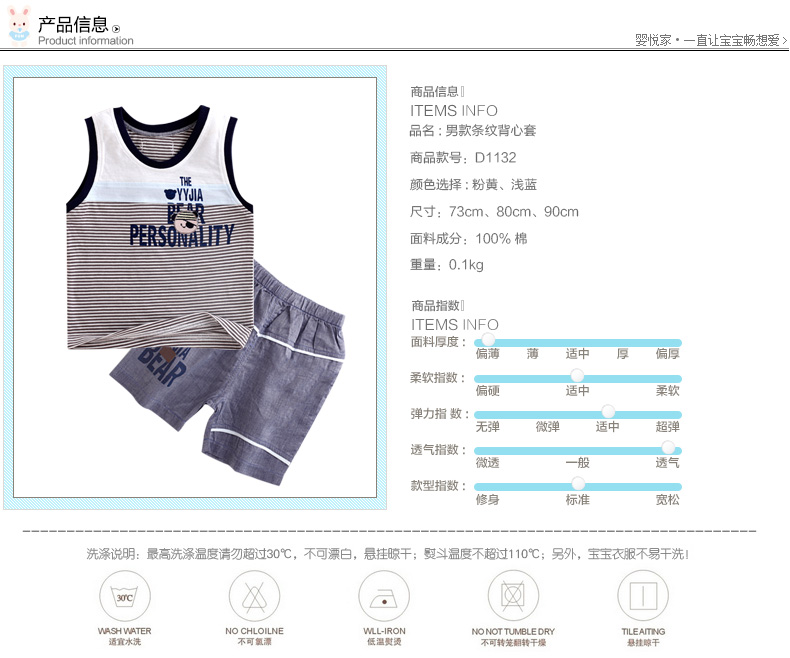 产品信息
Product information
婴悦家·一直让宝宝畅想爱>
THE
YYJIA
BEAR
PERSONALITY
BEAR
商品信息
ITEMS INFO
品名：男款条纹背心套
商品款号：D1132
颜色选择：粉黄、浅蓝
尺寸：73cm、80cm、90cm
面料成分：100% 棉
重量：0.1kg
商品指数
ITEMS INFO
面料厚度：
偏薄 薄 适中 厚 偏厚
柔软指数：
偏硬 适中 柔软
弹力指 数：
无弹 微弹 适中 超弹
透气指数：
微透 一般 透气
款型指数：
修身 标准 宽松
洗涤说明：最高洗涤温度请勿超过30℃，不可漂白，悬挂晾干；熨斗温度不超过110℃；另外，宝宝衣服不易干洗！
30℃
WASH WATER NO CHLOILNE WLL-IRON NO NOT TUMBLE DRY TILEAITING
适宜水洗 不可氯漂 低温熨烫 不可转笼翻转干燥 悬挂晾干